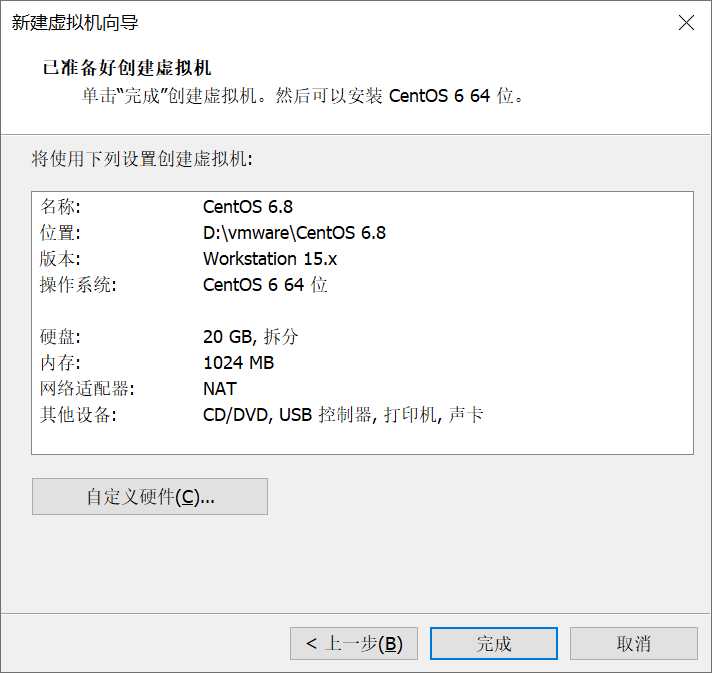 新建虚拟机向导
已准备好创建虚拟机
单击“完成”创建虚拟机。然后可以安装 CentOS 6 64 位。
将使用下列设置创建虚拟机:
名称: CentOS 6.8
位置: D:\vmware\CentOS 6.8
版本: Workstation 15.x
操作系统: CentOS 6 64 位
硬盘: 20 GB, 拆分
内存: 1024 MB
网络适配器: NAT
其他设备: CD/DVD, USB 控制器, 打印机, 声卡
自定义硬件(C)...
< 上一步(B) 完成 取消